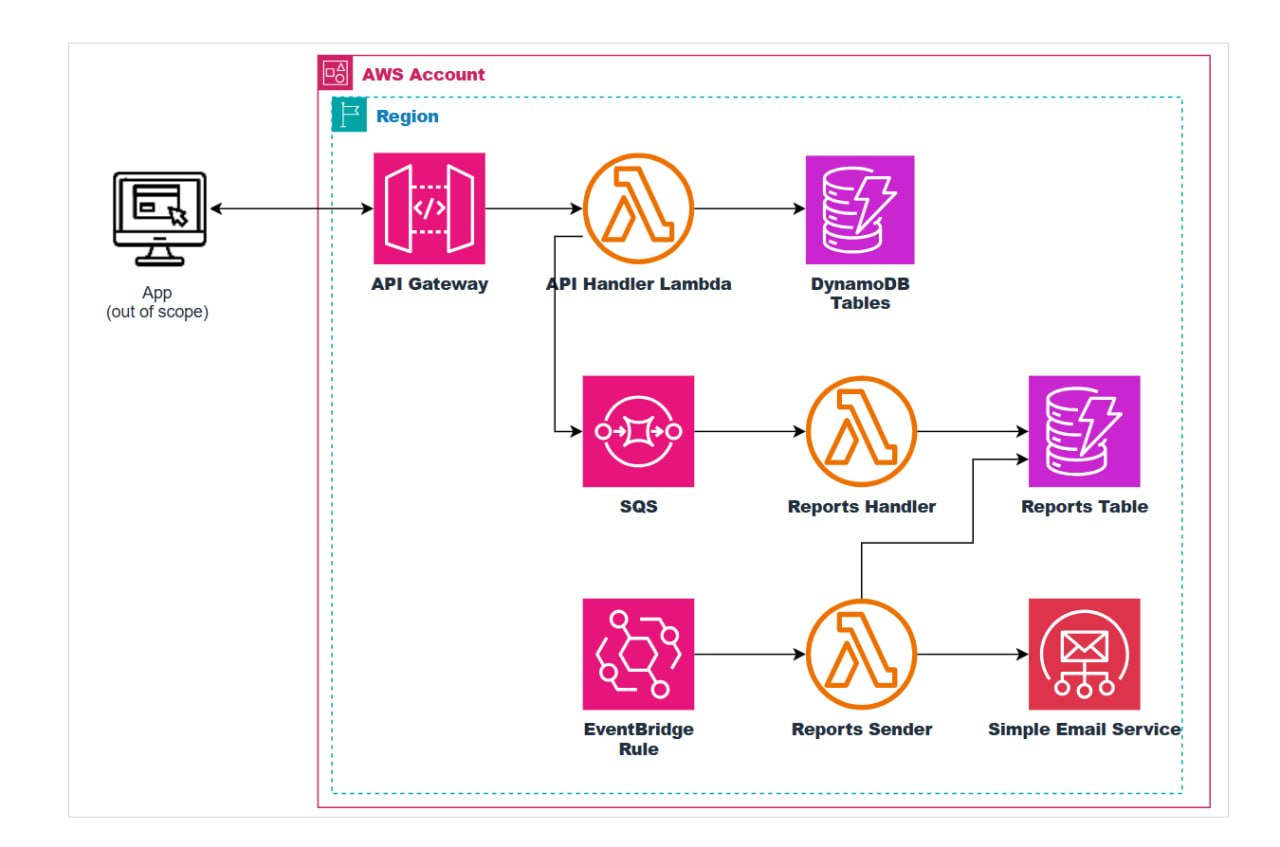 AWS Account
Region
App
(out of scope)
API Gateway
API Handler Lambda
DynamoDB
Tables
SQS
Reports Handler
Reports Table
EventBridge
Rule
Reports Sender
Simple Email Service